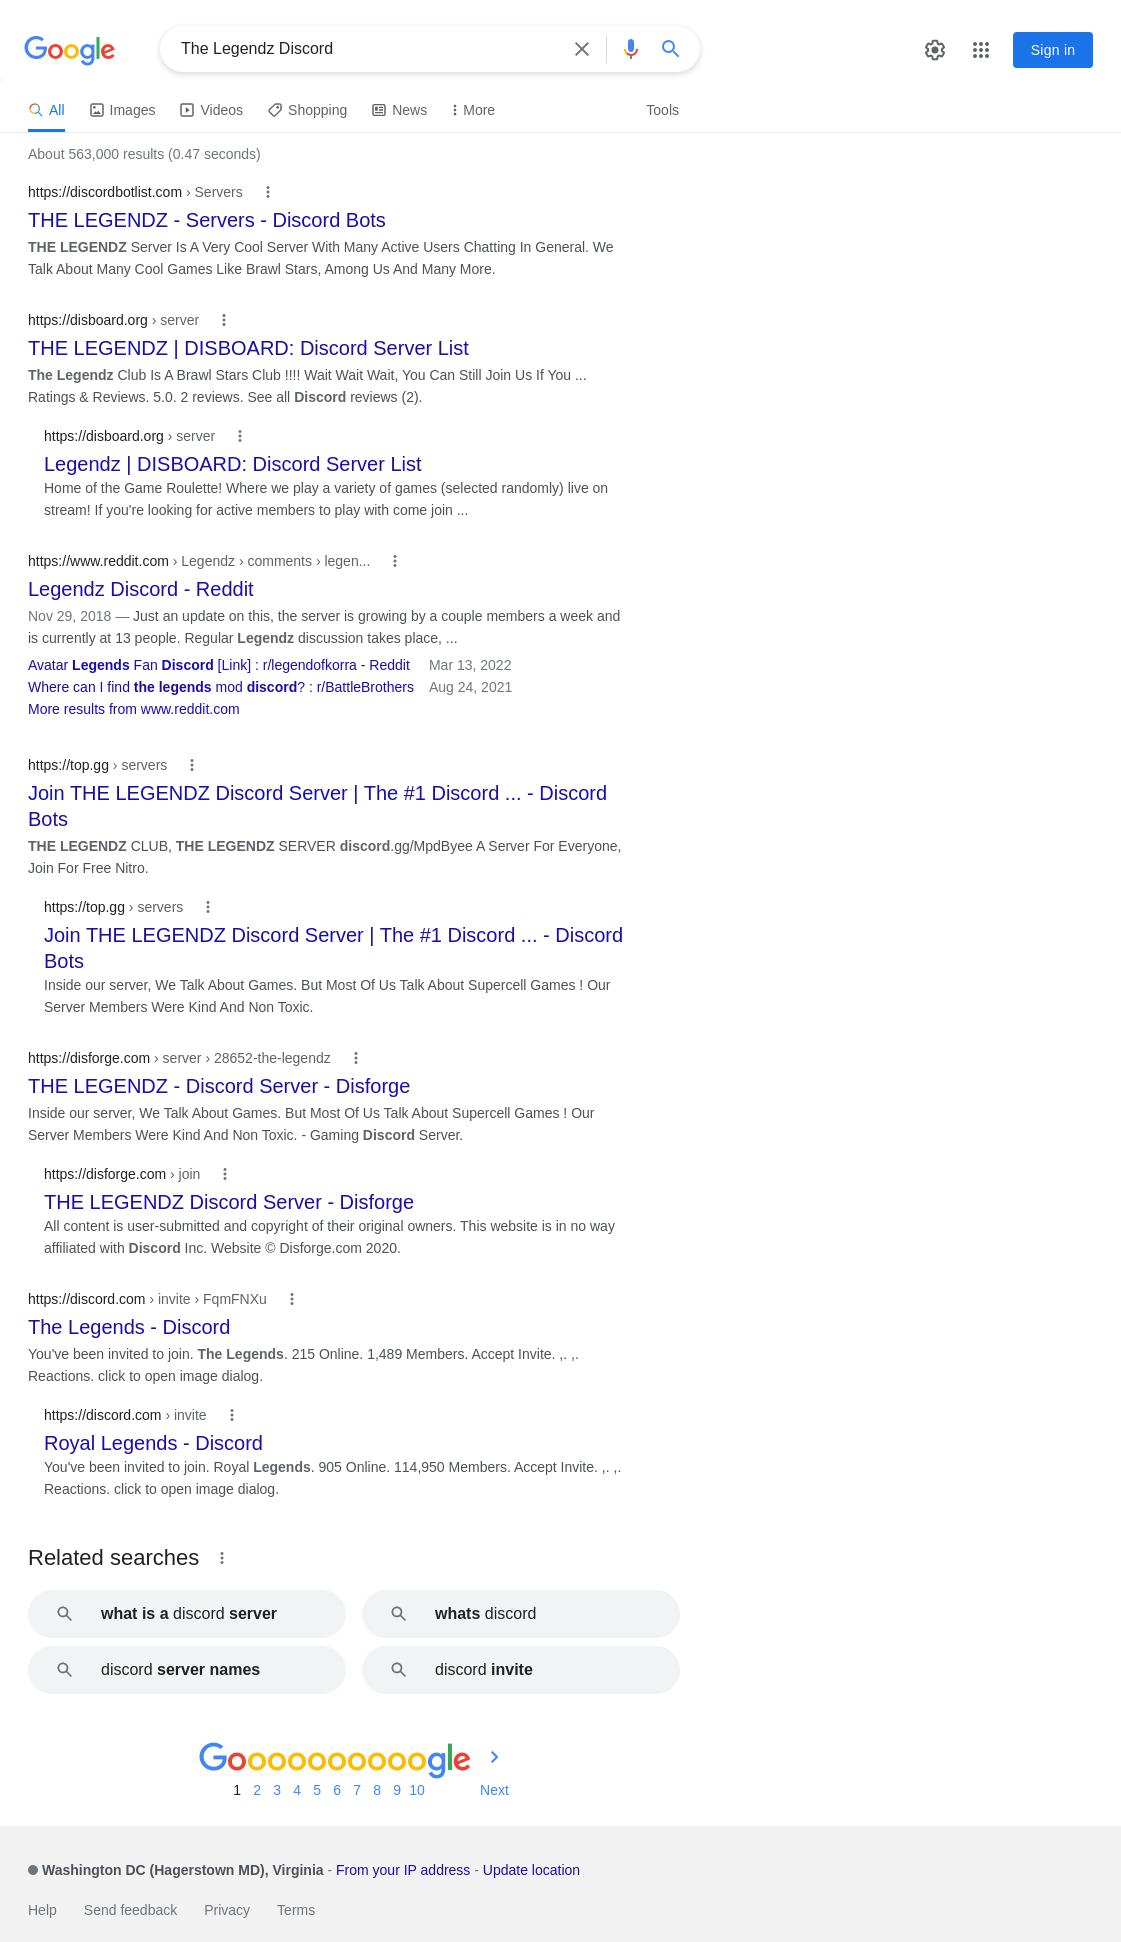 Google
The Legendz Discord
Sign in
All Images Videos Shopping News More Tools
About 563,000 results (0.47 seconds)
https://discordbotlist.com › Servers
THE LEGENDZ - Servers - Discord Bots
THE LEGENDZ Server Is A Very Cool Server With Many Active Users Chatting In General. We
Talk About Many Cool Games Like Brawl Stars, Among Us And Many More.
https://disboard.org › server
THE LEGENDZ | DISBOARD: Discord Server List
The Legendz Club Is A Brawl Stars Club !!!! Wait Wait Wait, You Can Still Join Us If You ...
Ratings & Reviews. 5.0. 2 reviews. See all Discord reviews (2).
https://disboard.org › server
Legendz | DISBOARD: Discord Server List
Home of the Game Roulette! Where we play a variety of games (selected randomly) live on
stream! If you're looking for active members to play with come join ...
https://www.reddit.com › Legendz › comments › legen...
Legendz Discord - Reddit
Nov 29, 2018 — Just an update on this, the server is growing by a couple members a week and
is currently at 13 people. Regular Legendz discussion takes place, ...
Avatar Legends Fan Discord [Link] : r/legendofkorra - Reddit Mar 13, 2022
Where can I find the legends mod discord? : r/BattleBrothers Aug 24, 2021
More results from www.reddit.com
https://top.gg › servers
Join THE LEGENDZ Discord Server | The #1 Discord ... - Discord
Bots
THE LEGENDZ CLUB, THE LEGENDZ SERVER discord.gg/MpdByee A Server For Everyone,
Join For Free Nitro.
https://top.gg › servers
Join THE LEGENDZ Discord Server | The #1 Discord ... - Discord
Bots
Inside our server, We Talk About Games. But Most Of Us Talk About Supercell Games ! Our
Server Members Were Kind And Non Toxic.
https://disforge.com › server › 28652-the-legendz
THE LEGENDZ - Discord Server - Disforge
Inside our server, We Talk About Games. But Most Of Us Talk About Supercell Games ! Our
Server Members Were Kind And Non Toxic. - Gaming Discord Server.
https://disforge.com › join
THE LEGENDZ Discord Server - Disforge
All content is user-submitted and copyright of their original owners. This website is in no way
affiliated with Discord Inc. Website © Disforge.com 2020.
https://discord.com › invite › FqmFNXu
The Legends - Discord
You've been invited to join. The Legends. 215 Online. 1,489 Members. Accept Invite. ,. ,.
Reactions. click to open image dialog.
https://discord.com › invite
Royal Legends - Discord
You've been invited to join. Royal Legends. 905 Online. 114,950 Members. Accept Invite. ,. ,.
Reactions. click to open image dialog.
Related searches
what is a discord server
whats discord
discord server names
discord invite
Goooooooooogle
1 2 3 4 5 6 7 8 9 10 Next
Washington DC (Hagerstown MD), Virginia - From your IP address - Update location
Help Send feedback Privacy Terms